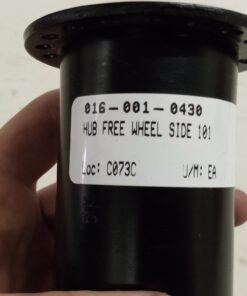 016-001-0430
HUB FREE WHEEL SIDE 101
Loc: C073C U/M: EA